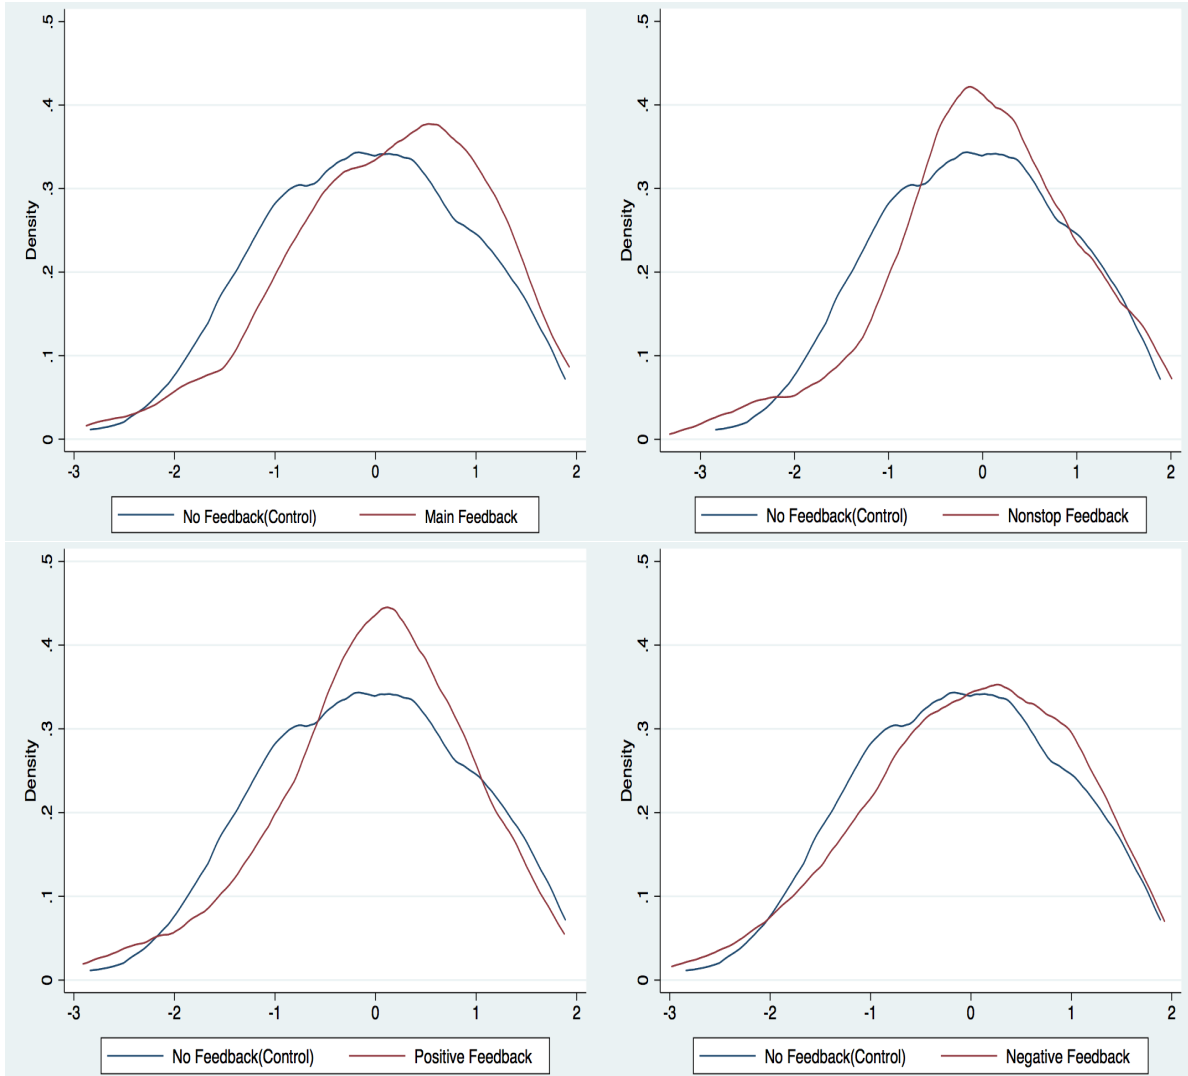 .5
.4
.3
.2
.1
0
Density
-3 -2 -1 0 1 2
No Feedback(Control) Main Feedback
.5
.4
.3
.2
.1
0
Density
-3 -2 -1 0 1 2
No Feedback(Control) Nonstop Feedback
.5
.4
.3
.2
.1
0
Density
-3 -2 -1 0 1 2
No Feedback(Control) Positive Feedback
.5
.4
.3
.2
.1
0
Density
-3 -2 -1 0 1 2
No Feedback(Control) Negative Feedback